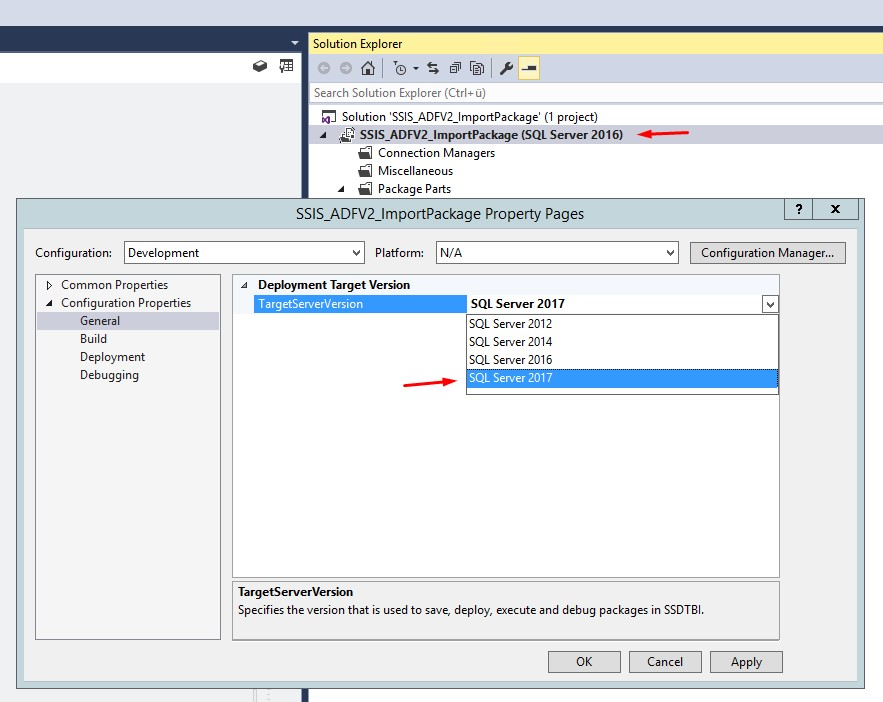 Solution Explorer
Search Solution Explorer (Ctrl+ü)
Solution 'SSIS_ADFV2_ImportPackage' (1 project)
SSIS_ADFV2_ImportPackage (SQL Server 2016)
Connection Managers
Miscellaneous
Package Parts
SSIS_ADFV2_ImportPackage Property Pages
? X
Configuration: Development Platform: N/A Configuration Manager...
Common Properties
Configuration Properties
General
Build
Deployment
Debugging
Deployment Target Version
TargetServerVersion SQL Server 2017
SQL Server 2012
SQL Server 2014
SQL Server 2016
SQL Server 2017
TargetServerVersion
Specifies the version that is used to save, deploy, execute and debug packages in SSDTBI.
OK Cancel Apply